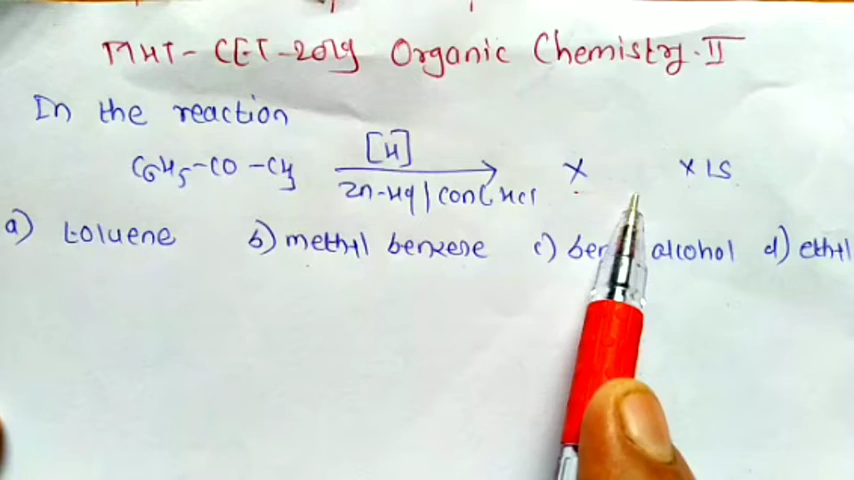 MHT-CET-2019 Organic Chemistry-II
In the reaction
C6H5-CO-CH3 [H] X X is
Zn-Hg/conc HCl
a) toluene b) methyl benzene c) alcohol d) ethyl